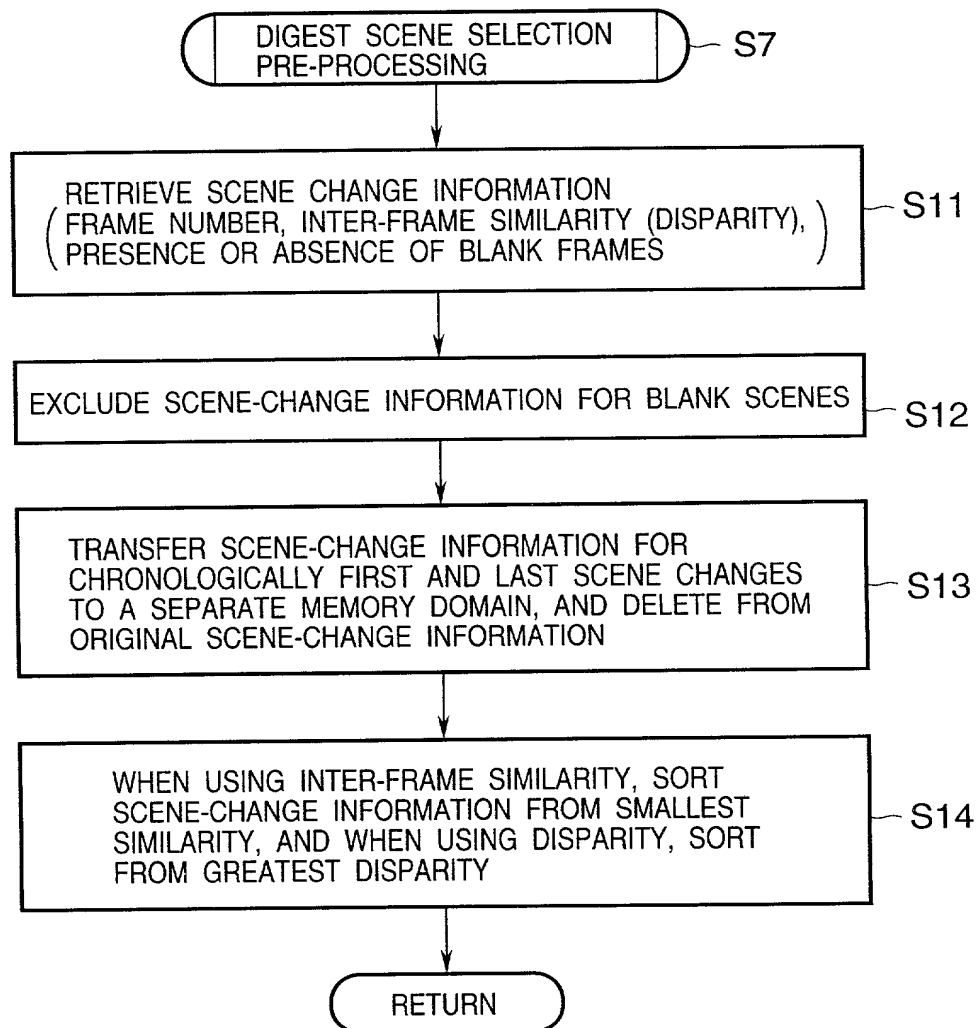 DIGEST SCENE SELECTION
PRE-PROCESSING
S7
RETRIEVE SCENE CHANGE INFORMATION
(FRAME NUMBER, INTER-FRAME SIMILARITY (DISPARITY),
PRESENCE OR ABSENCE OF BLANK FRAMES)
S11
EXCLUDE SCENE-CHANGE INFORMATION FOR BLANK SCENES
S12
TRANSFER SCENE-CHANGE INFORMATION FOR
CHRONOLOGICALLY FIRST AND LAST SCENE CHANGES
TO A SEPARATE MEMORY DOMAIN, AND DELETE FROM
ORIGINAL SCENE-CHANGE INFORMATION
S13
WHEN USING INTER-FRAME SIMILARITY, SORT
SCENE-CHANGE INFORMATION FROM SMALLEST
SIMILARITY, AND WHEN USING DISPARITY, SORT
FROM GREATEST DISPARITY
S14
RETURN